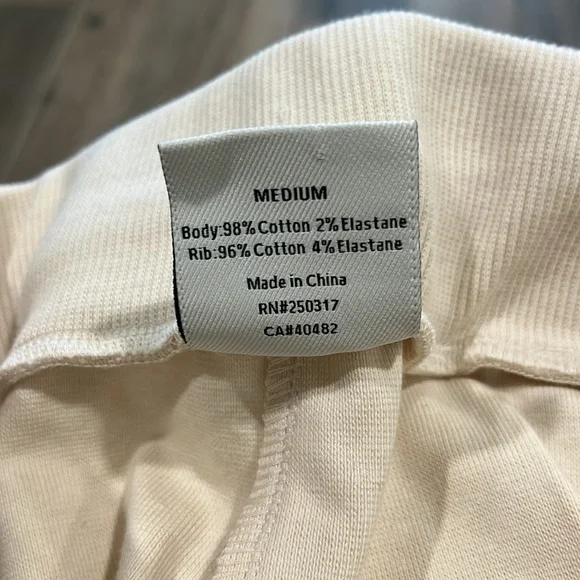 MEDIUM
Body:98% Cotton 2% Elastane
Rib:96% Cotton 4% Elastane
Made in China
RN#250317
CA#40482